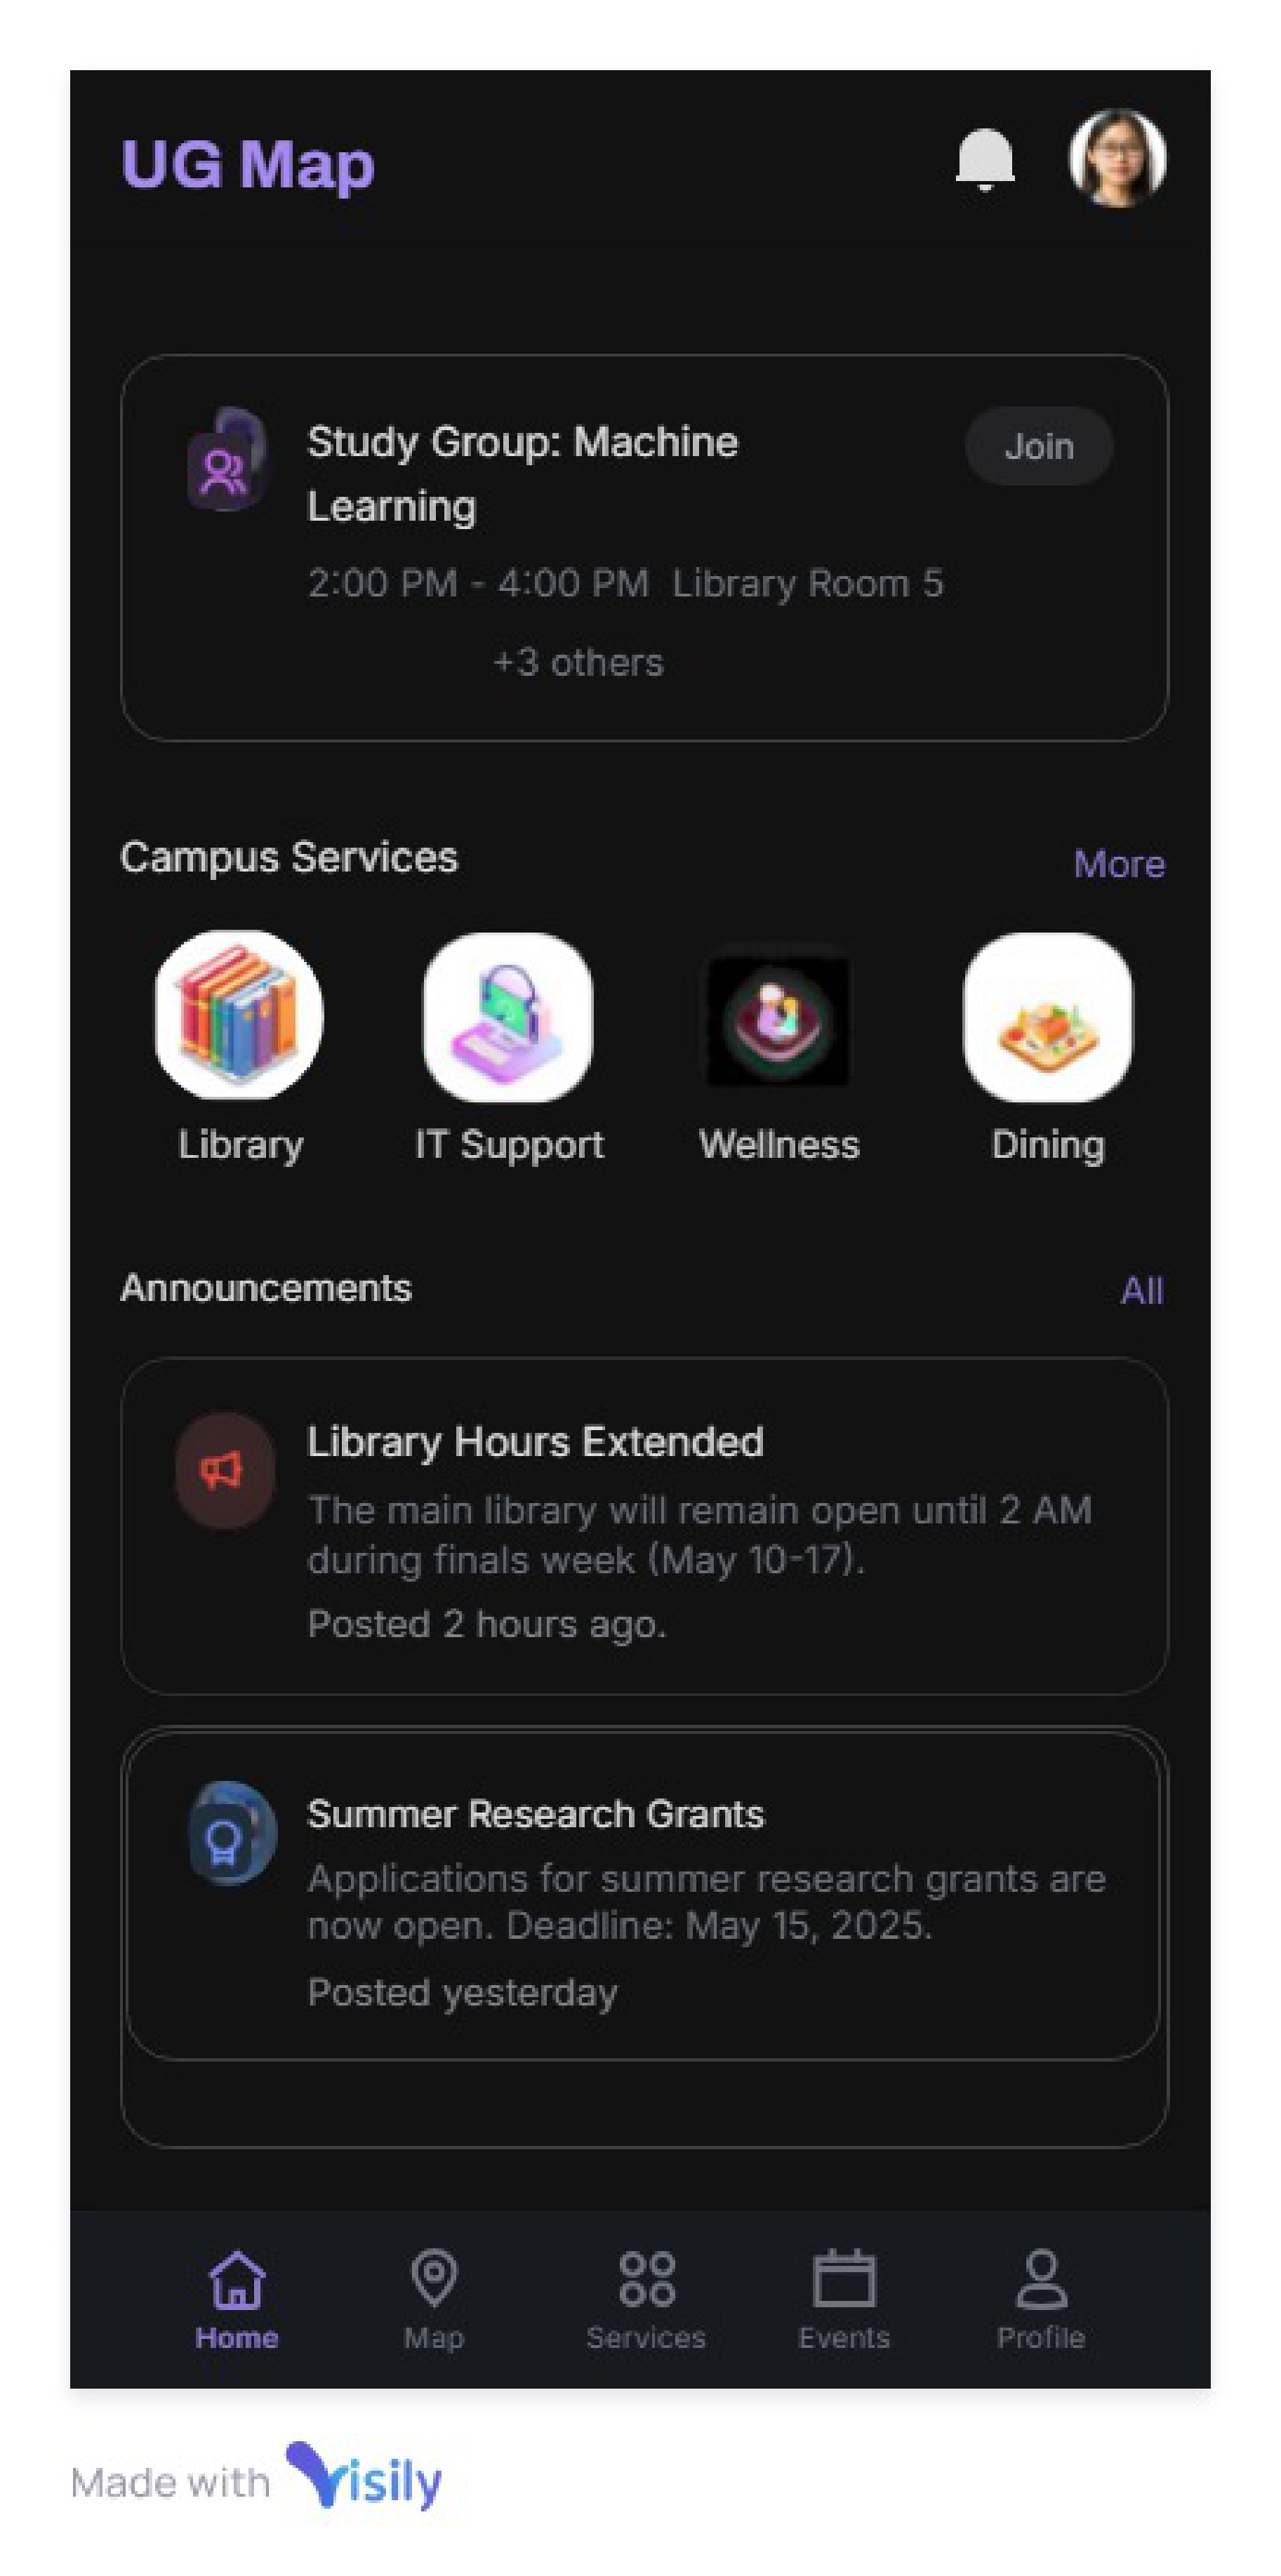 UG Map
Study Group: Machine
Learning
Join
2:00 PM - 4:00 PM  Library Room 5
+3 others
Campus Services
More
Library
IT Support
Wellness
Dining
Announcements
All
Library Hours Extended
The main library will remain open until 2 AM
during finals week (May 10-17).
Posted 2 hours ago.
Summer Research Grants
Applications for summer research grants are
now open. Deadline: May 15, 2025.
Posted yesterday
Home
Map
Services
Events
Profile
Made with Visily